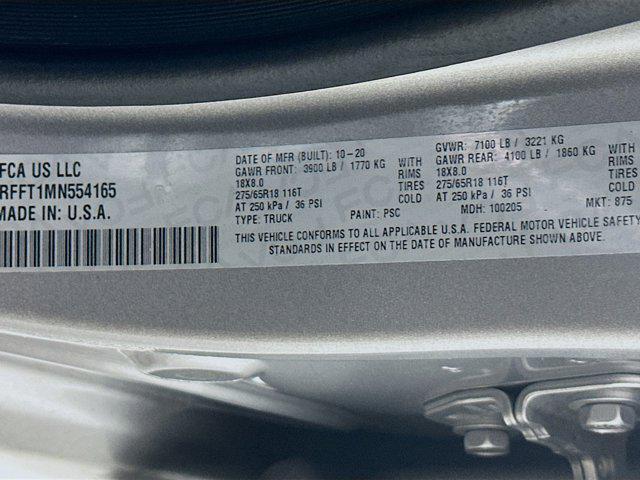 FCA US LLC
RFFT1MN554165
MADE IN: U.S.A.
DATE OF MFR (BUILT): 10-20 GVWR: 7100 LB / 3221 KG
GAWR FRONT: 3900 LB / 1770 KG WITH GAWR REAR: 4100 LB / 1860 KG WITH
18X8.0 RIMS 18X8.0 RIMS
275/65R18 116T TIRES 275/65R18 116T TIRES
AT 250 kPa / 36 PSI COLD AT 250 kPa / 36 PSI COLD
TYPE: TRUCK PAINT: PSC MDH: 100205 MKT: 875
THIS VEHICLE CONFORMS TO ALL APPLICABLE U.S.A. FEDERAL MOTOR VEHICLE SAFETY
STANDARDS IN EFFECT ON THE DATE OF MANUFACTURE SHOWN ABOVE.